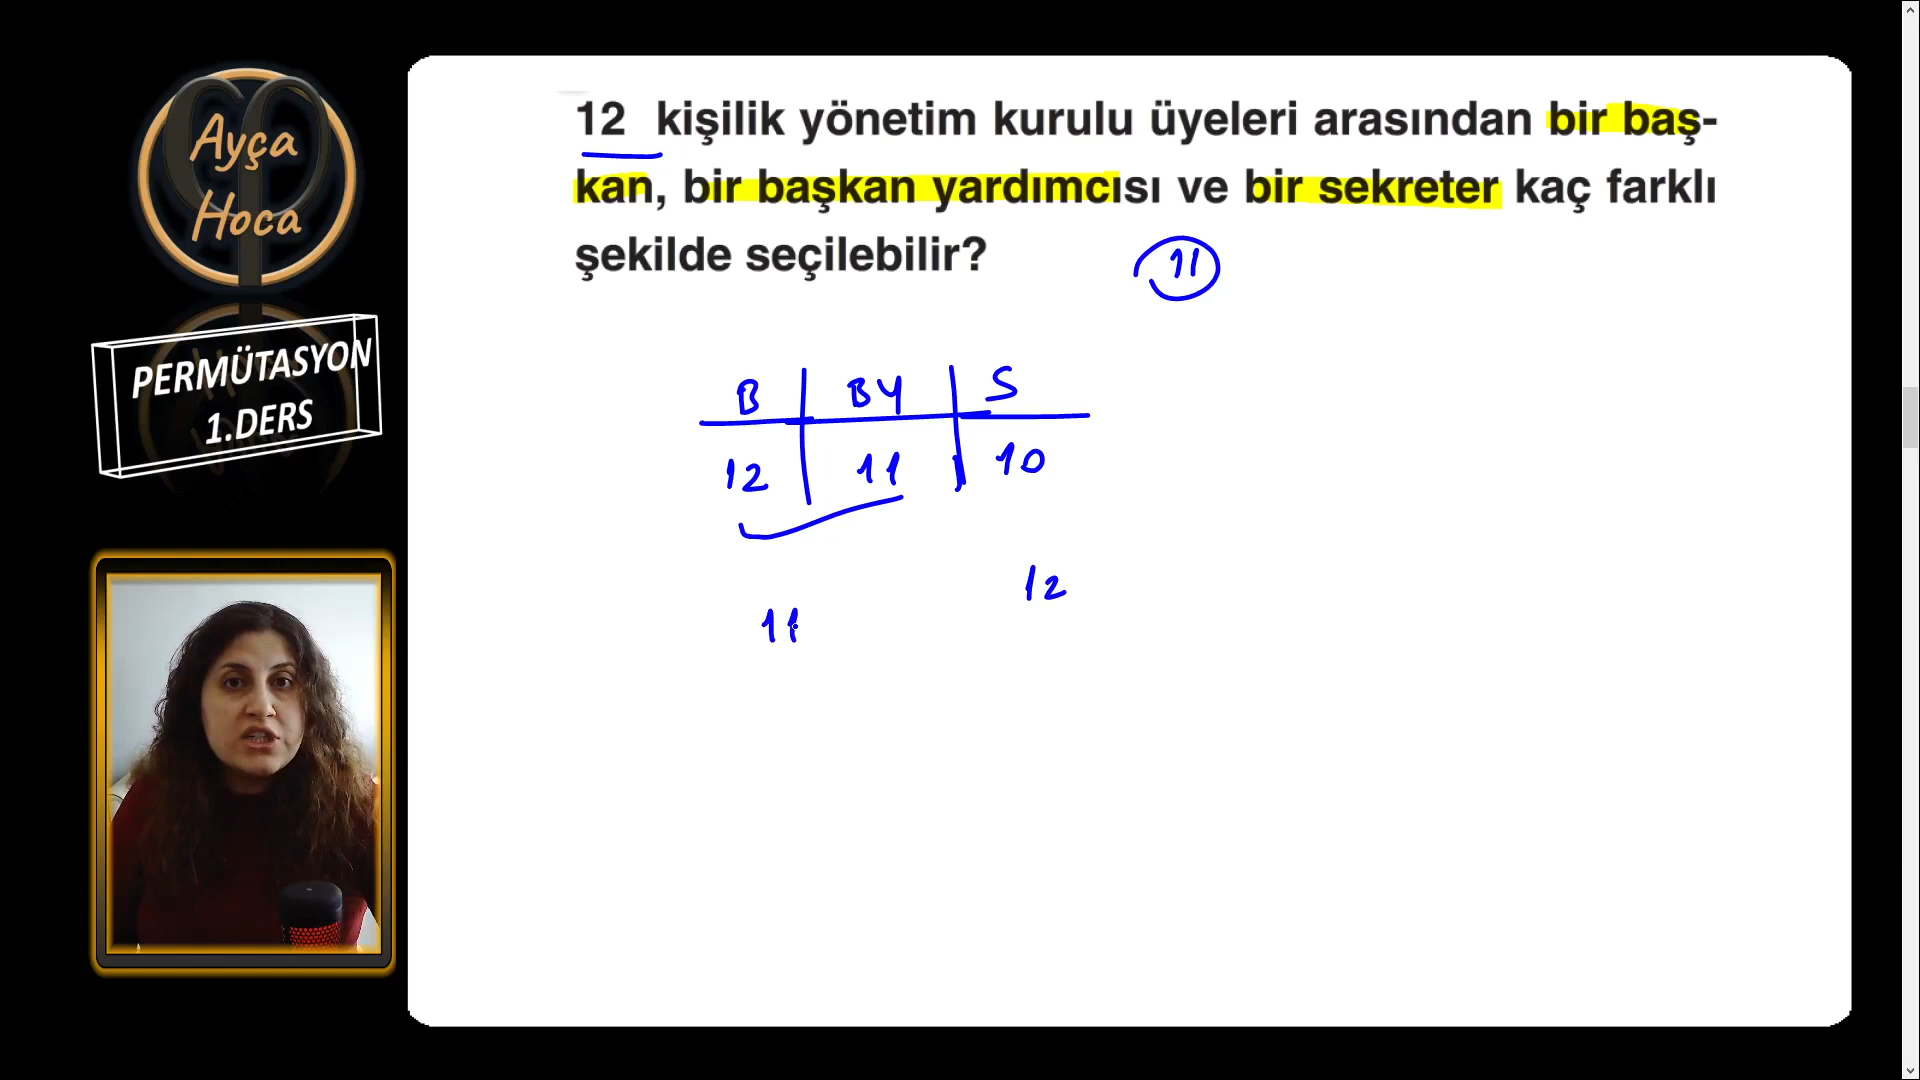 Ayça
Hoca
PERMÜTASYON
1.DERS
12 kişilik yönetim kurulu üyeleri arasından bir baş-
kan, bir başkan yardımcısı ve bir sekreter kaç farklı
şekilde seçilebilir?
11
B BY S
12 11 10
12
11